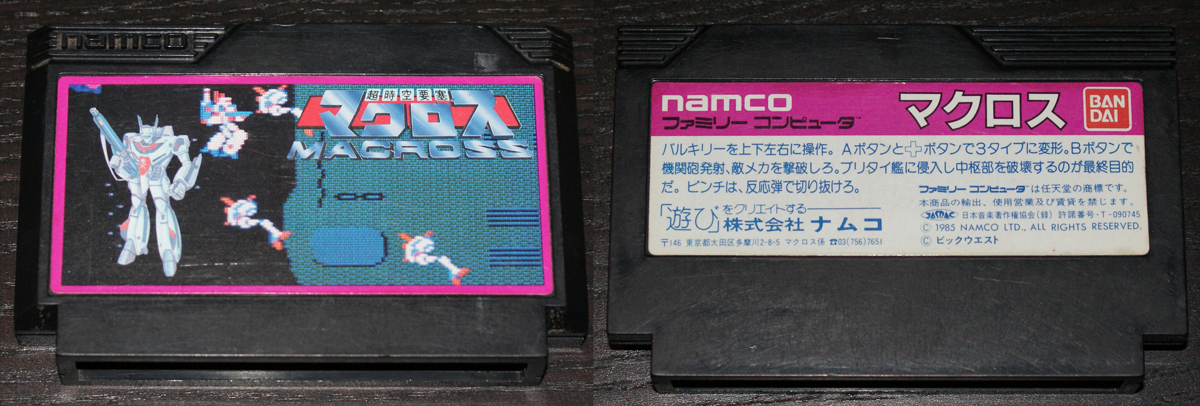 namco
超時空要塞
マクロス
MACROSS
namco
ファミリー コンピュータ™
マクロス
BAN
DAI
バルキリーを上下左右に操作。Aボタンと十ボタンで3タイプに変形。Bボタンで
機関砲発射、敵メカを撃破しろ。ブリタイ艦に侵入し中枢部を破壊するのが最終目的
だ。ピンチは、反応弾で切り抜けろ。
ファミリー コンピュータ™は任天堂の商標です。
本商品の輸出、使用営業及び賃貸を禁じます。
「遊び」をクリエイトする
株式会社 ナムコ
JASRAC 日本音楽著作権協会(録) 許諾番号-T-090745
〒146 東京都大田区多摩川2-8-5 マクロス係 ☎03(756)7651
© 1985 NAMCO LTD., ALL RIGHTS RESERVED.
© ビックウエスト